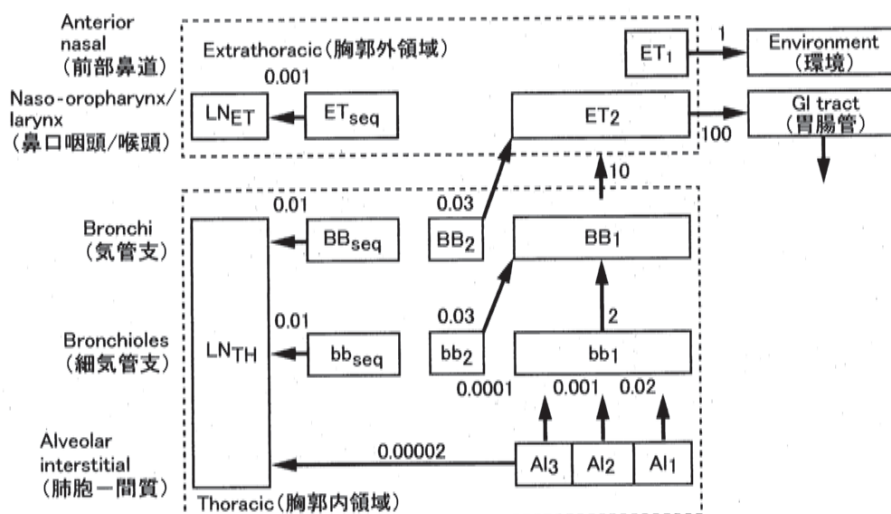 Anterior
nasal
(前部鼻道)
Extrathoracic(胸郭外領域)
ET1
1
Environment
(環境)
Naso-oropharynx/
larynx
(鼻口咽頭/喉頭)
LNET
0.001
ETseq
ET2
100
GI tract
(胃腸管)
10
Bronchi
(気管支)
0.01
BBseq
0.03
BB2
BB1
Bronchioles
(細気管支)
LNTH
0.01
bbseq
0.03
bb2
2
bb1
0.0001
0.001
0.02
Alveolar
interstitial
(肺胞ー間質)
0.00002
AI3
AI2
AI1
Thoracic(胸郭内領域)